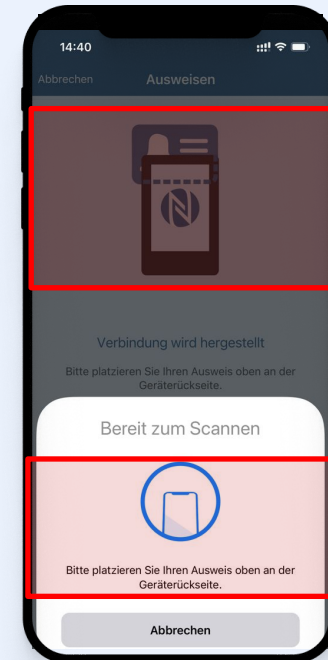 14:40
Abbrechen Ausweisen
Verbindung wird hergestellt
Bitte platzieren Sie Ihren Ausweis oben an der
Geräterückseite.
Bereit zum Scannen
Bitte platzieren Sie Ihren Ausweis oben an der
Geräterückseite.
Abbrechen